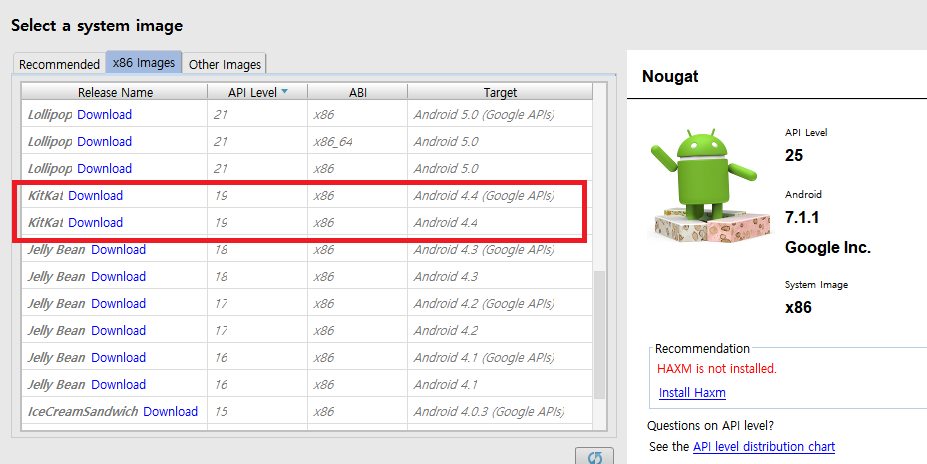 Select a system image
Recommended x86 Images Other Images
Release Name API Level ABI Target
Lollipop Download 21 x86 Android 5.0 (Google APIs)
Lollipop Download 21 x86_64 Android 5.0
Lollipop Download 21 x86 Android 5.0
KitKat Download 19 x86 Android 4.4 (Google APIs)
KitKat Download 19 x86 Android 4.4
Jelly Bean Download 18 x86 Android 4.3 (Google APIs)
Jelly Bean Download 18 x86 Android 4.3
Jelly Bean Download 17 x86 Android 4.2 (Google APIs)
Jelly Bean Download 17 x86 Android 4.2
Jelly Bean Download 16 x86 Android 4.1 (Google APIs)
Jelly Bean Download 16 x86 Android 4.1
IceCreamSandwich Download 15 x86 Android 4.0.3 (Google APIs)
Nougat
API Level
25
Android
7.1.1
Google Inc.
System Image
x86
Recommendation
HAXM is not installed.
Install Haxm
Questions on API level?
See the API level distribution chart